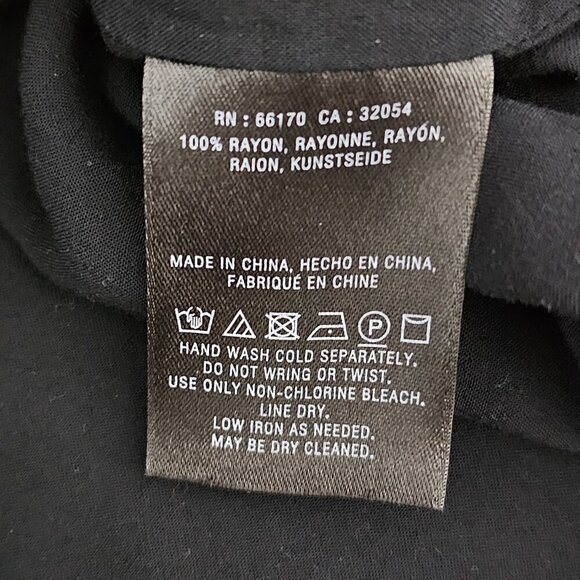 RN : 66170 CA : 32054
100% RAYON, RAYONNE, RAYÓN,
RAION, KUNSTSEIDE
MADE IN CHINA, HECHO EN CHINA,
FABRIQUÉ EN CHINE
P
HAND WASH COLD SEPARATELY.
DO NOT WRING OR TWIST.
USE ONLY NON-CHLORINE BLEACH.
LINE DRY.
LOW IRON AS NEEDED.
MAY BE DRY CLEANED.